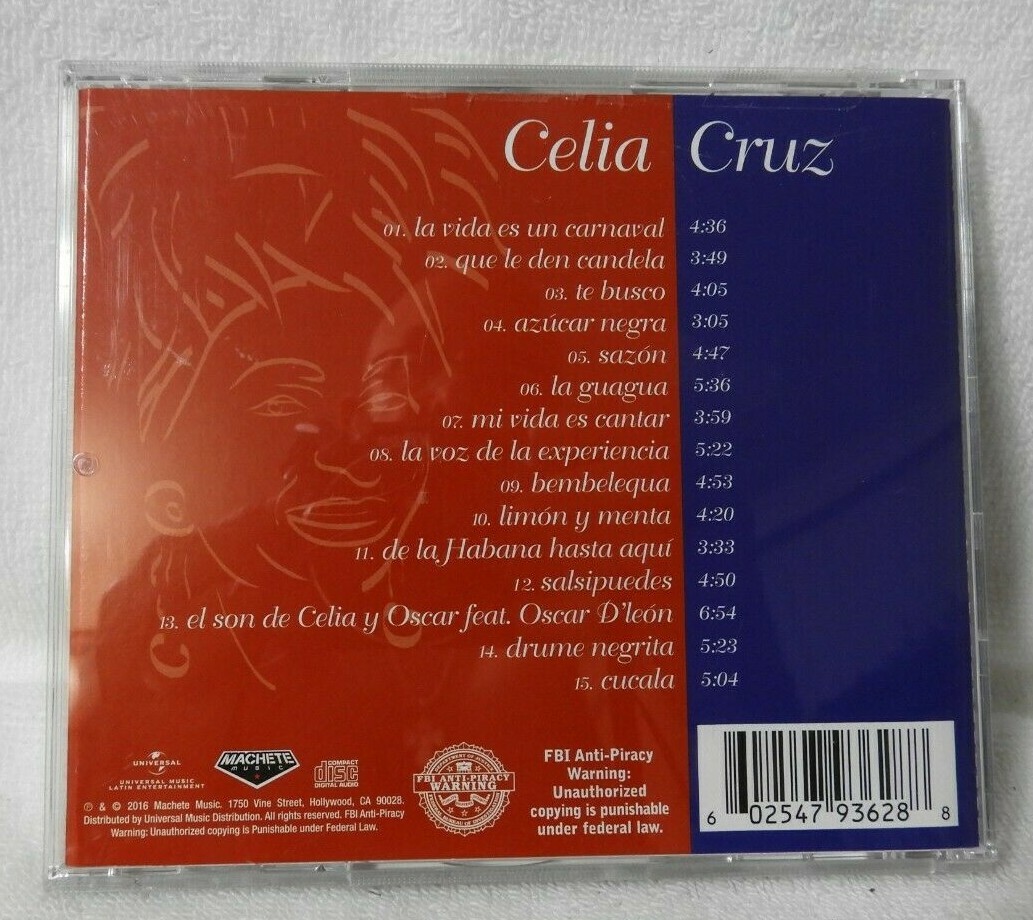 Celia Cruz
01. la vida es un carnaval 4:36
02. que le den candela 3:49
03. te busco 4:05
04. azúcar negra 3:05
05. sazón 4:47
06. la guagua 5:36
07. mi vida es cantar 3:59
08. la voz de la experiencia 5:22
09. bembelequa 4:53
10. limón y menta 4:20
11. de la Habana hasta aquí 3:33
12. salsipuedes 4:50
13. el son de Celia y Oscar feat. Oscar D'león 6:54
14. drume negrita 5:23
15. cucala 5:04
UNIVERSAL
UNIVERSAL MUSIC
LATIN ENTERTAINMENT
MACHETE
MUSIC
COMPACT
disc
DIGITAL AUDIO
℗ & © 2016 Machete Music. 1750 Vine Street, Hollywood, CA 90028.
Distributed by Universal Music Distribution. All rights reserved. FBI Anti-Piracy
Warning: Unauthorized copying is Punishable under Federal Law.
FBI ANTI-PIRACY
WARNING
FBI Anti-Piracy
Warning:
Unauthorized
copying is punishable
under federal law.
6 02547 93628 8